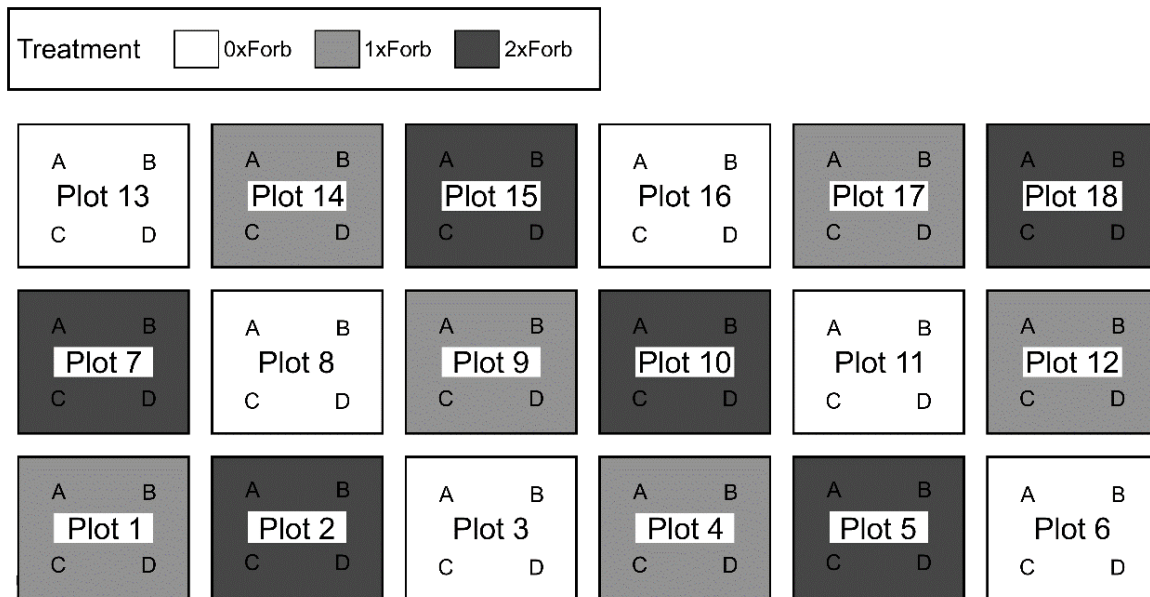 Treatment 0xForb 1xForb 2xForb
A B A B A B A B A B A B
Plot 13 Plot 14 Plot 15 Plot 16 Plot 17 Plot 18
C D C D C D C D C D C D
A B A B A B A B A B A B
Plot 7 Plot 8 Plot 9 Plot 10 Plot 11 Plot 12
C D C D C D C D C D C D
A B A B A B A B A B A B
Plot 1 Plot 2 Plot 3 Plot 4 Plot 5 Plot 6
C D C D C D C D C D C D